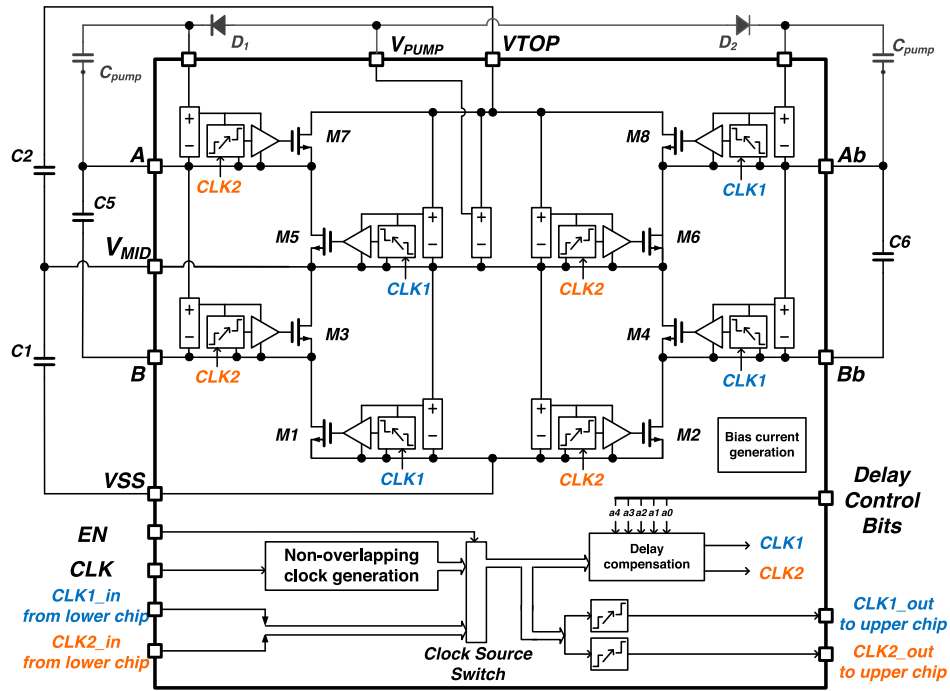 D1
D2
VPUMP
VTOP
Cpump
Cpump
+
-
M7
M8
+
-
C2
A
CLK2
+
-
+
-
+
-
CLK1
Ab
C5
M5
+
-
+
-
+
-
M6
C6
VMID
CLK1
CLK2
+
-
M3
M4
+
-
C1
B
CLK2
CLK1
Bb
M1
+
-
+
-
M2
CLK1
CLK2
Bias current
generation
VSS
Delay
Control
Bits
a4 a3 a2 a1 a0
EN
CLK
Non-overlapping
clock generation
Delay
compensation
CLK1
CLK2
CLK1_in
from lower chip
CLK2_in
from lower chip
Clock Source
Switch
CLK1_out
to upper chip
CLK2_out
to upper chip